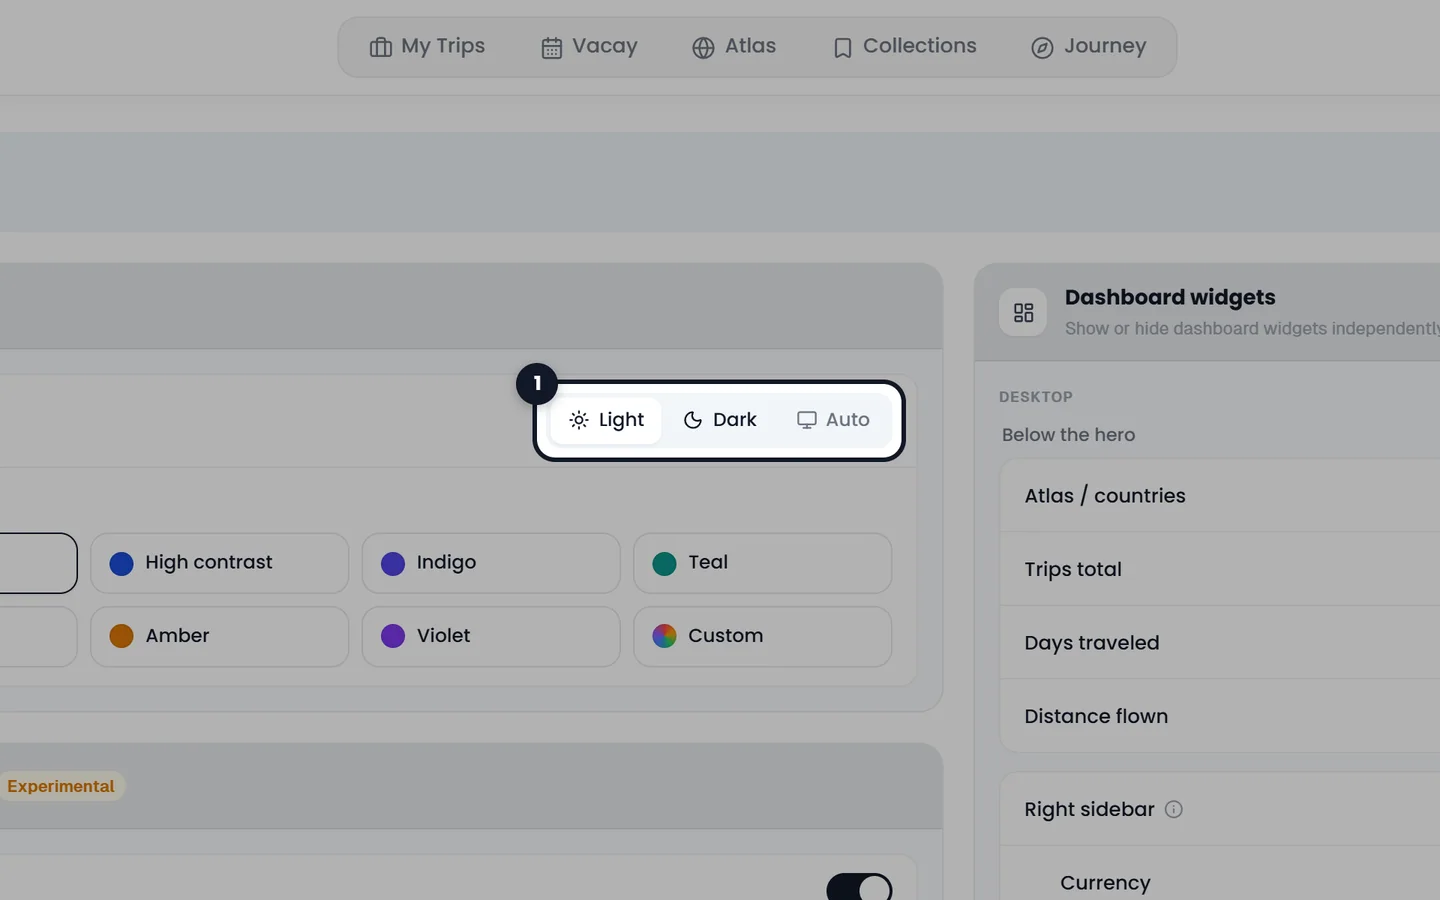 My Trips
Vacay
Atlas
Collections
Journey
1
Light
Dark
Auto
High contrast
Indigo
Teal
Amber
Violet
Custom
Experimental
Dashboard widgets
Show or hide dashboard widgets independently
DESKTOP
Below the hero
Atlas / countries
Trips total
Days traveled
Distance flown
Right sidebar
Currency